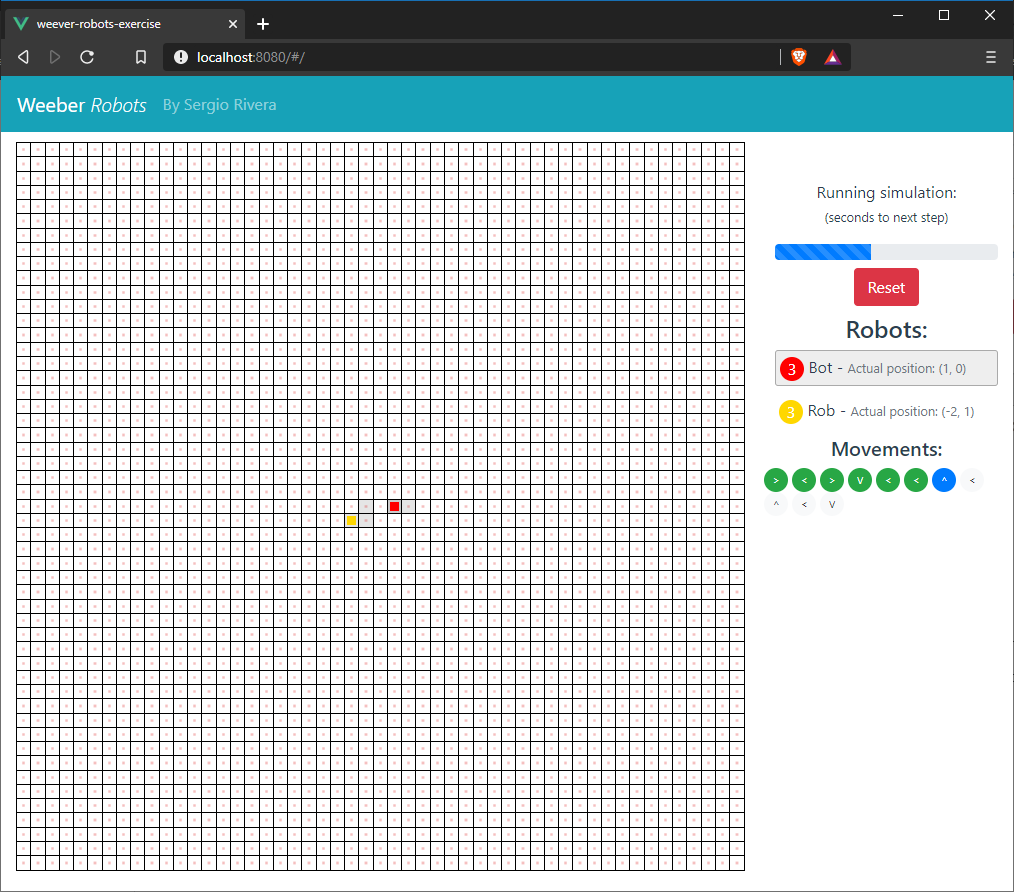 weever-robots-exercise
localhost:8080/#/
Weeber Robots By Sergio Rivera
Running simulation:
(seconds to next step)
Reset
Robots:
3 Bot - Actual position: (1, 0)
3 Rob - Actual position: (-2, 1)
Movements:
> < > V < < ^ <
^ < V